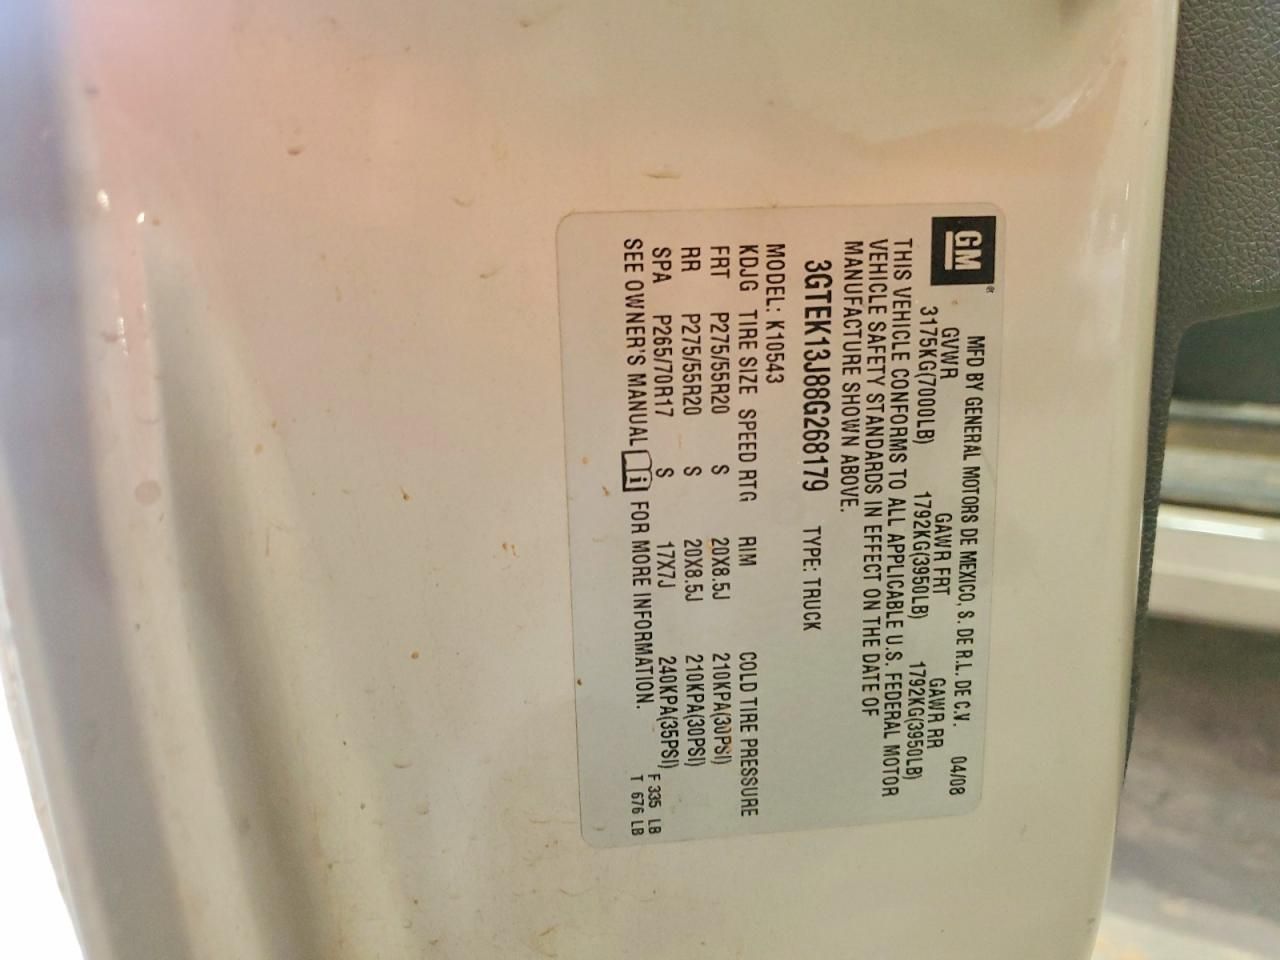 GM
MFD BY GENERAL MOTORS DE MEXICO, S. DE R.L. DE C.V. 04/08
GVWR GAWR FRT GAWR RR
3175KG(7000LB) 1792KG(3950LB) 1792KG(3950LB)
THIS VEHICLE CONFORMS TO ALL APPLICABLE U.S. FEDERAL MOTOR
VEHICLE SAFETY STANDARDS IN EFFECT ON THE DATE OF
MANUFACTURE SHOWN ABOVE.
3GTEK13J88G268179 TYPE: TRUCK
MODEL: K10543
KDJG TIRE SIZE SPEED RTG RIM COLD TIRE PRESSURE
FRT P275/55R20 S 20X8.5J 210KPA(30PSI)
RR P275/55R20 S 20X8.5J 210KPA(30PSI)
SPA P265/70R17 S 17X7J 240KPA(35PSI) F 335 LB
SEE OWNER'S MANUAL i FOR MORE INFORMATION. T 676 LB